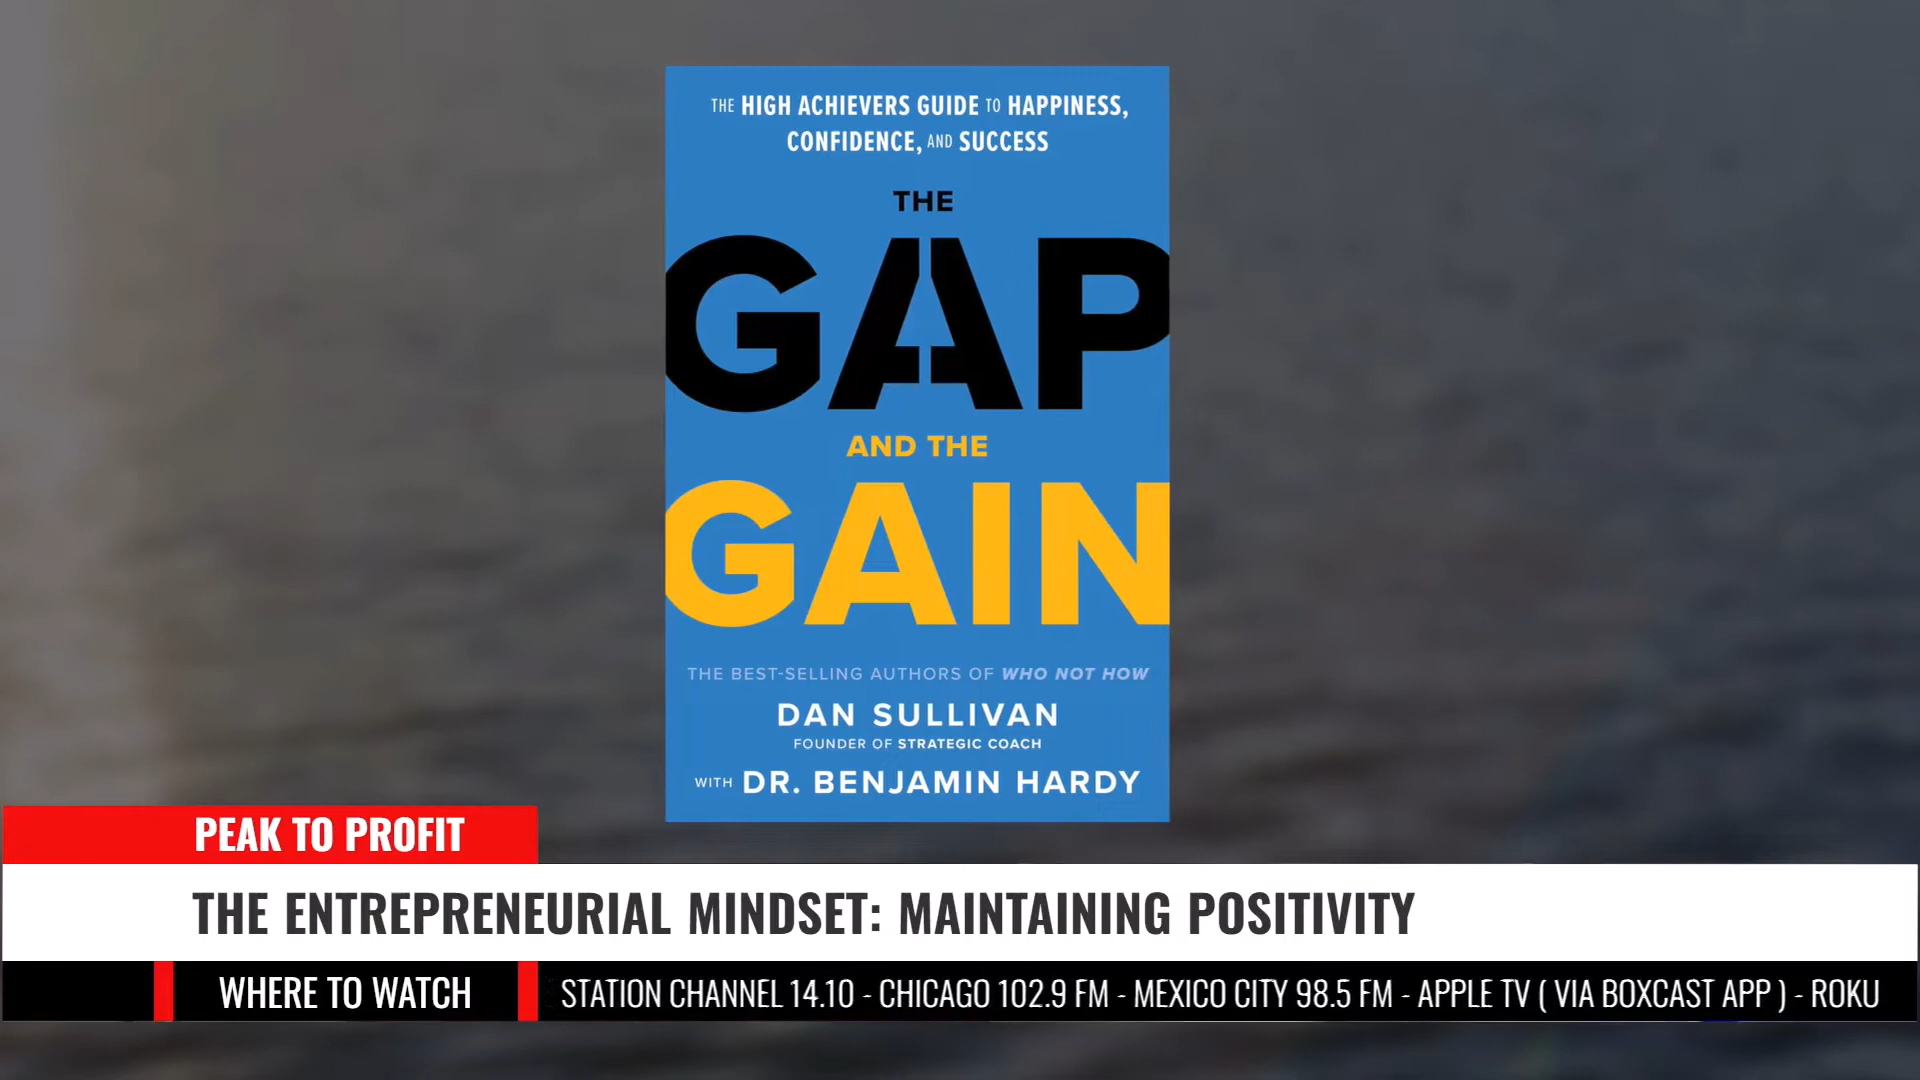 THE HIGH ACHIEVERS GUIDE TO HAPPINESS,
CONFIDENCE, AND SUCCESS
THE
GAP
AND THE
GAIN
THE BEST-SELLING AUTHORS OF WHO NOT HOW
DAN SULLIVAN
FOUNDER OF STRATEGIC COACH
WITH DR. BENJAMIN HARDY
PEAK TO PROFIT
THE ENTREPRENEURIAL MINDSET: MAINTAINING POSITIVITY
WHERE TO WATCH
STATION CHANNEL 14.10 - CHICAGO 102.9 FM - MEXICO CITY 98.5 FM - APPLE TV ( VIA BOXCAST APP ) - ROKU